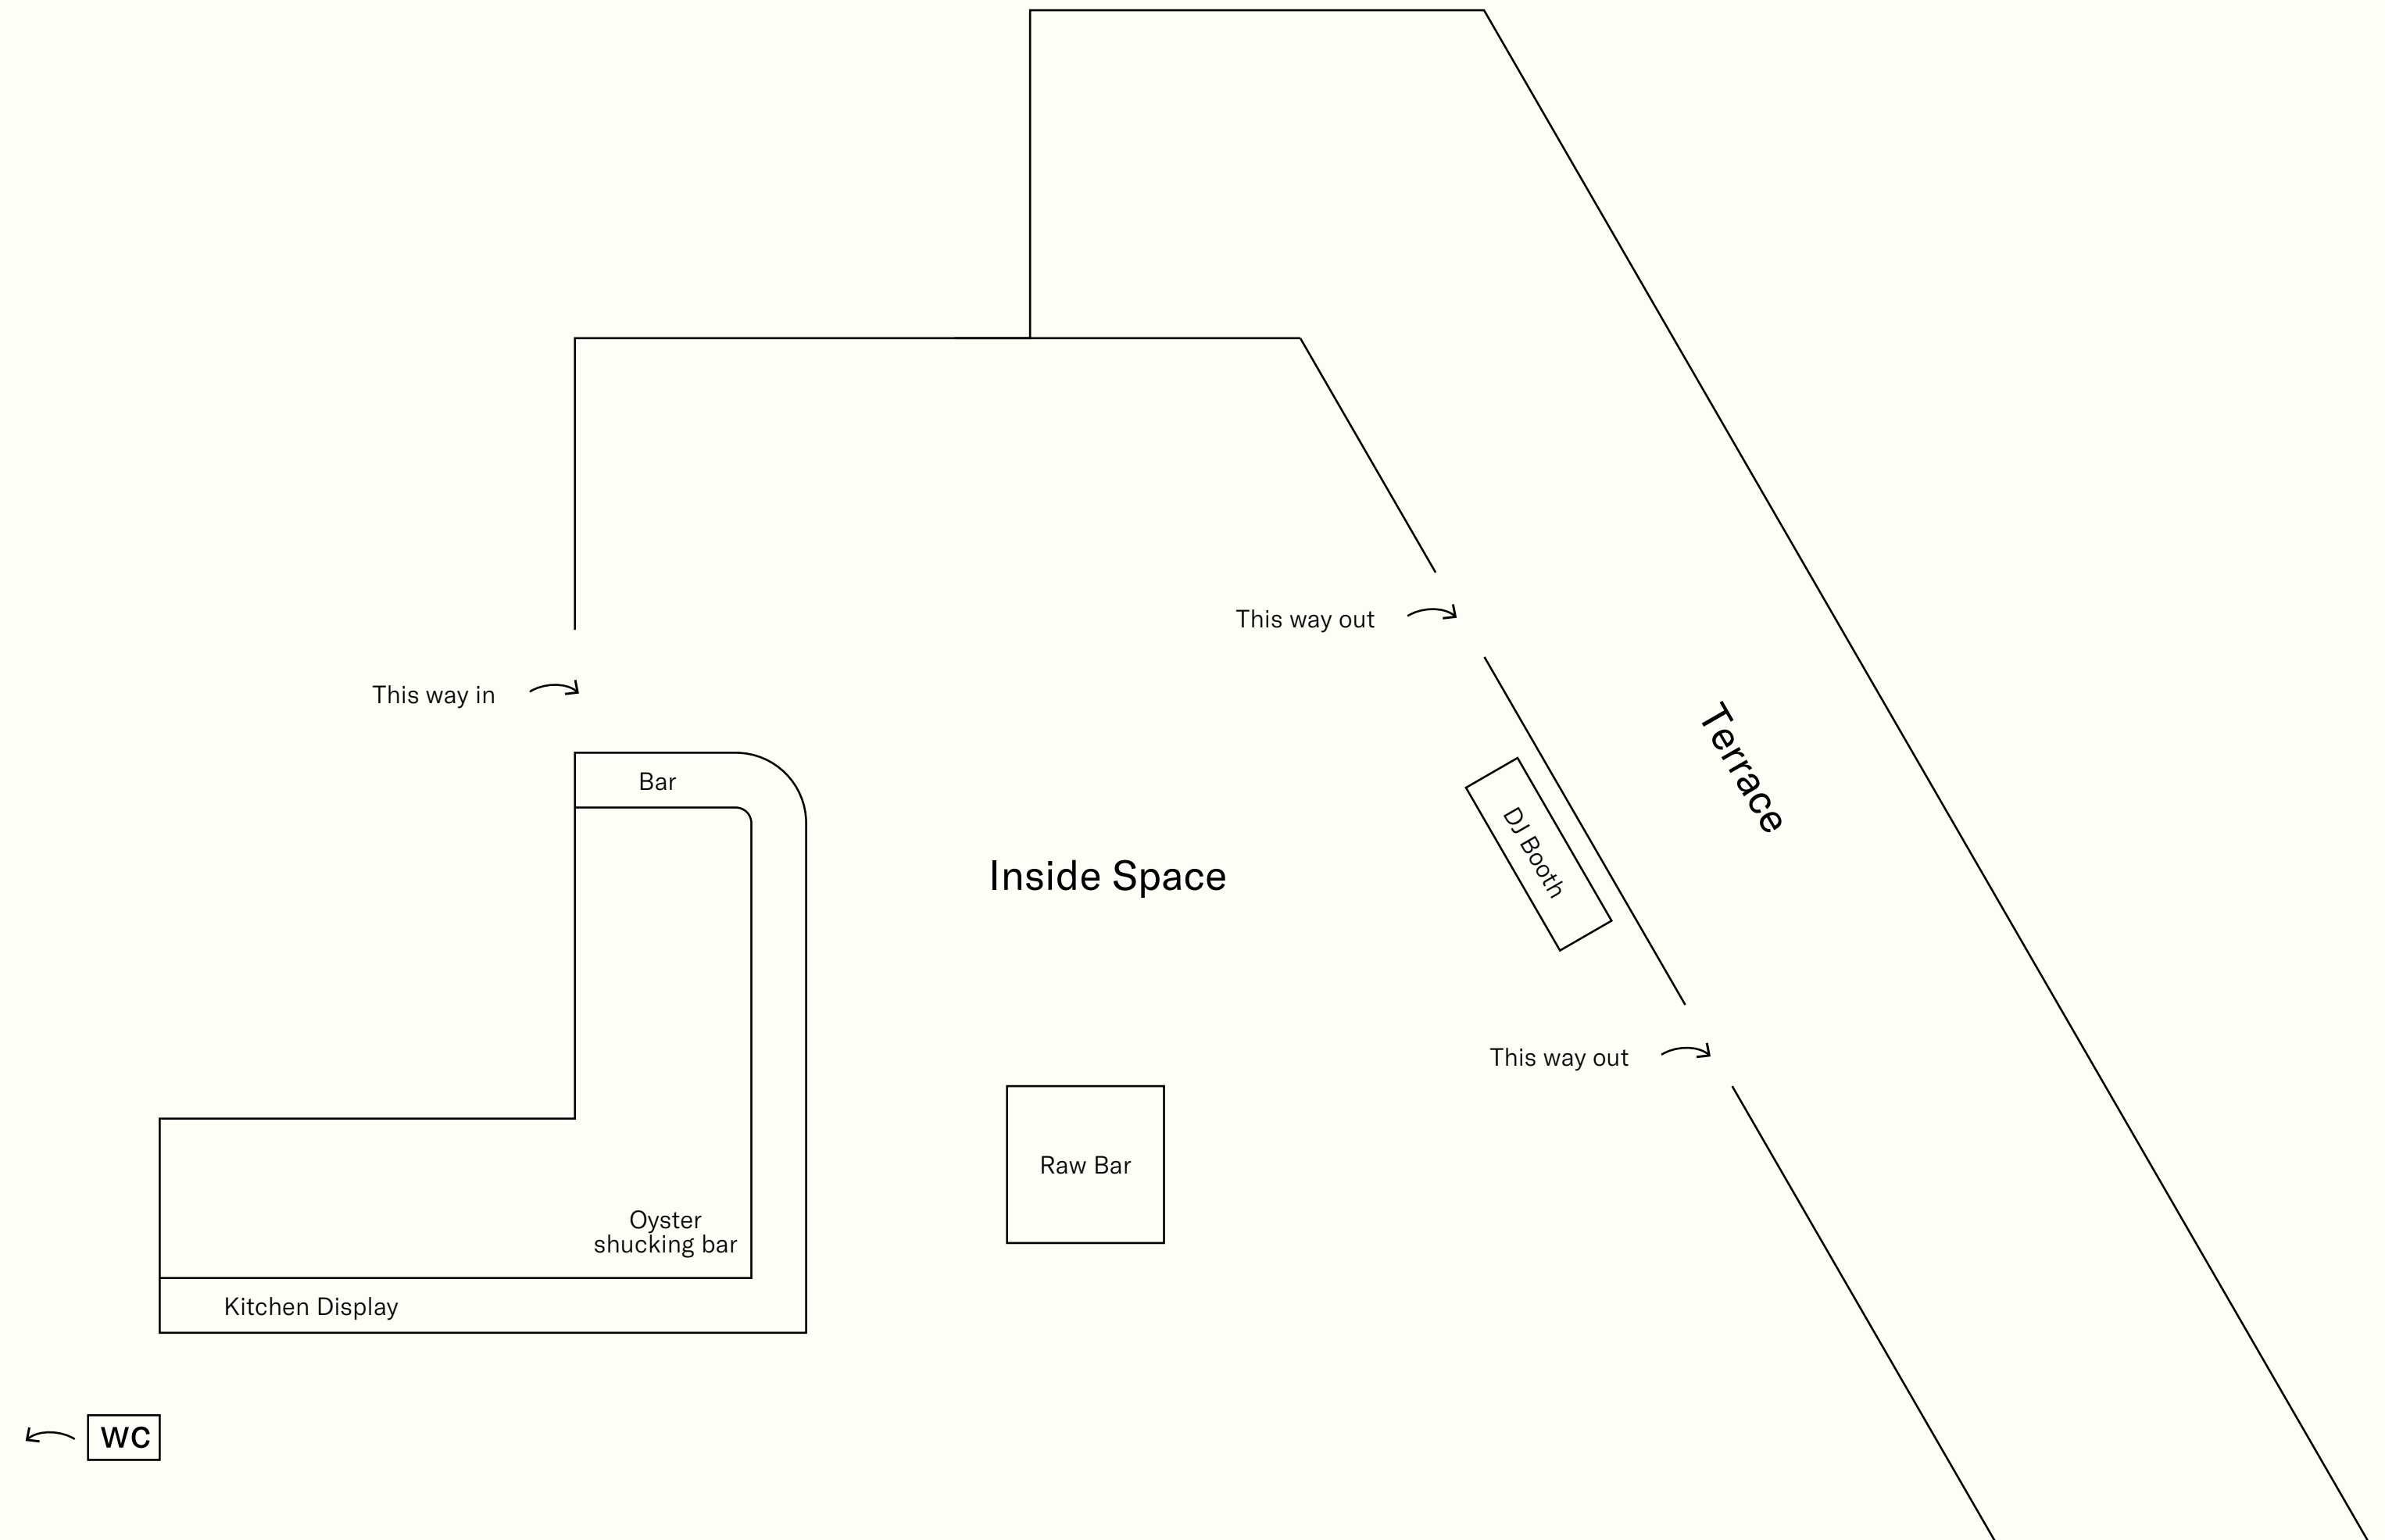 This way out
This way in
Terrace
Bar
DJ Booth
Inside Space
This way out
Raw Bar
Oyster
shucking bar
Kitchen Display
WC